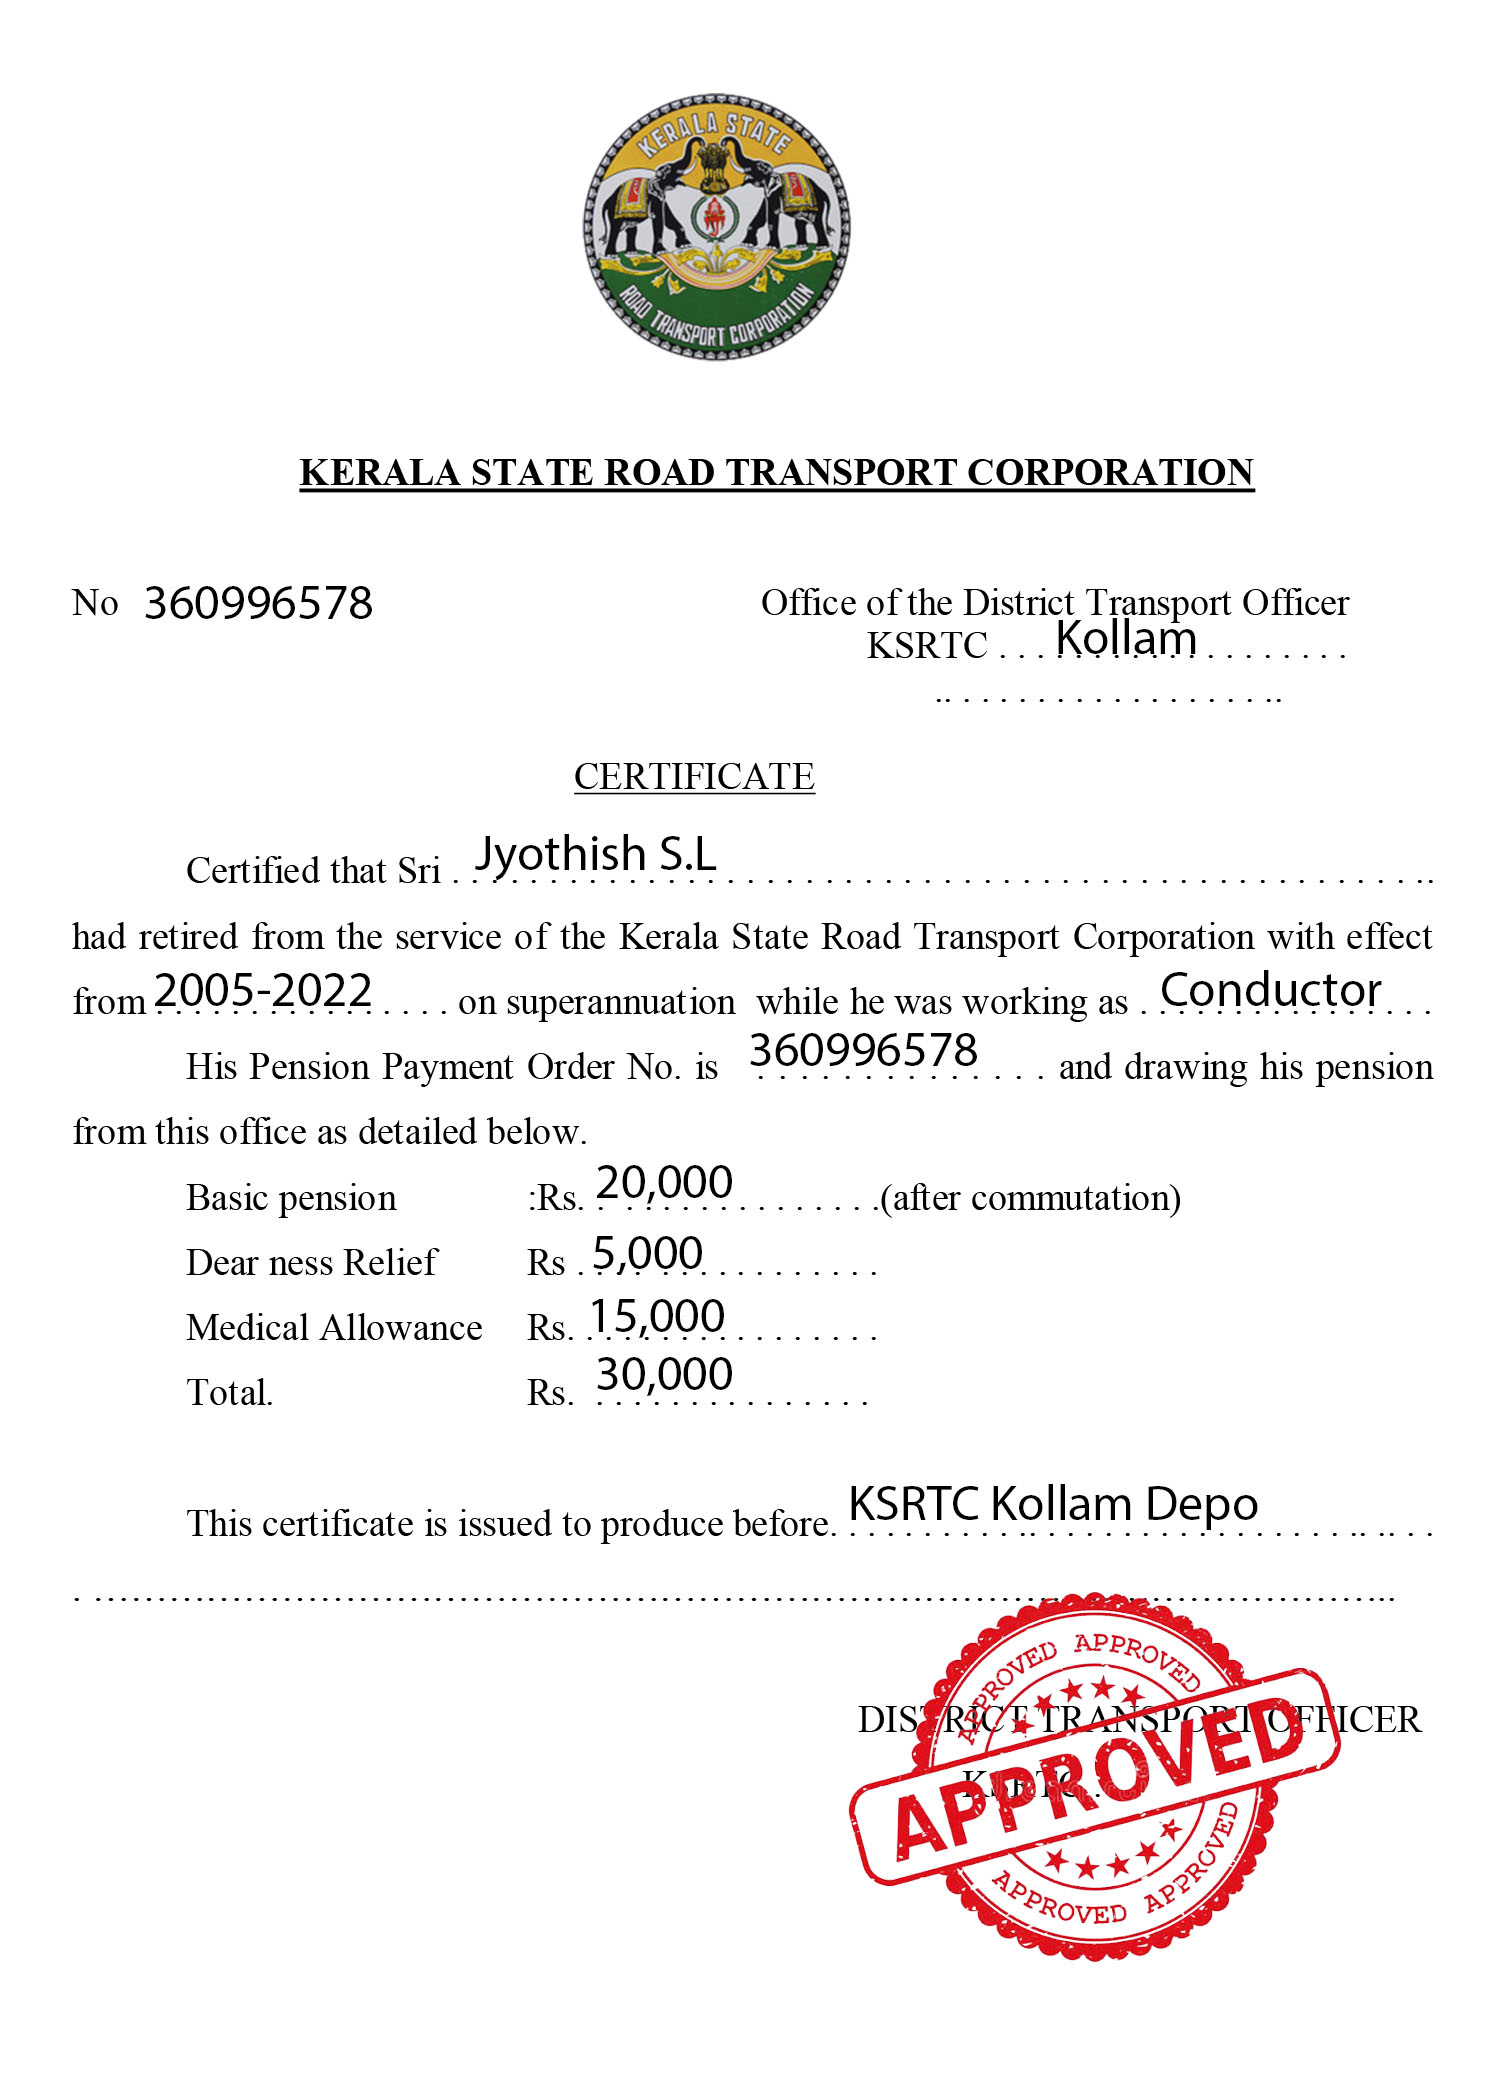 KERALA STATE
ROAD TRANSPORT CORPORATION
KERALA STATE ROAD TRANSPORT CORPORATION
No 360996578
Office of the District Transport Officer
KSRTC . . . Kollam . . . . . . . .
.. . . . . . . . . . . . . . . . . ..
CERTIFICATE
Certified that Sri . Jyothish S.L . . . . . . . . . . . . . . . . . . . . . . . . . . . . . . . . . . . ..
had retired from the service of the Kerala State Road Transport Corporation with effect
from 2005-2022 . . . . on superannuation while he was working as . Conductor . . .
His Pension Payment Order No. is 360996578 . . . . and drawing his pension
from this office as detailed below.
Basic pension :Rs. 20,000 . . . . . . . .(after commutation)
Dear ness Relief Rs . 5,000 . . . . . . . . .
Medical Allowance Rs. 15,000 . . . . . . . .
Total. Rs. 30,000 . . . . . . .
This certificate is issued to produce before. KSRTC Kollam Depo . . . . .. .. . .
. ………………………………………………………………………………………..
DISTRICT TRANSPORT OFFICER
KSRTC .
APPROVED APPROVED
APPROVED
APPROVED APPROVED